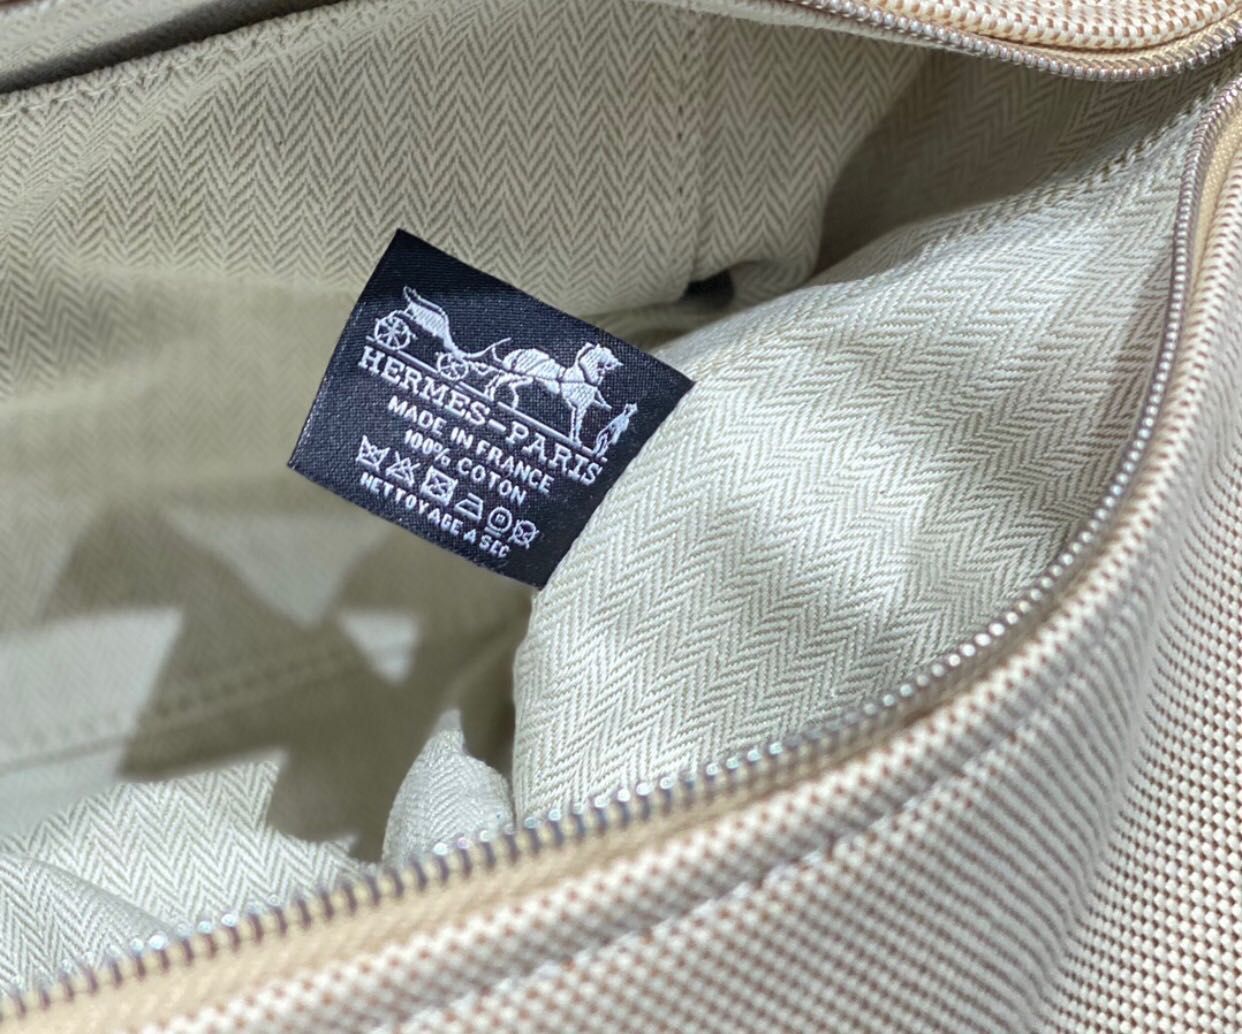 HERMES-PARIS
MADE IN FRANCE
100% COTON
NETTOYAGE A SEC